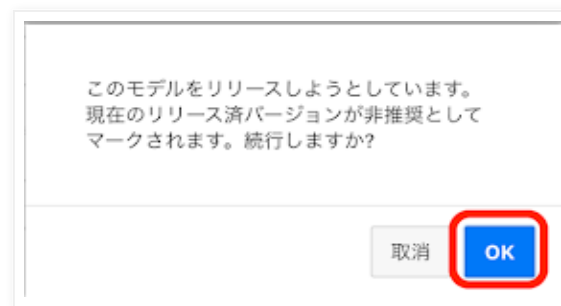 このモデルをリリースしようとしています。
現在のリリース済バージョンが非推奨として
マークされます。続行しますか?
取消
OK